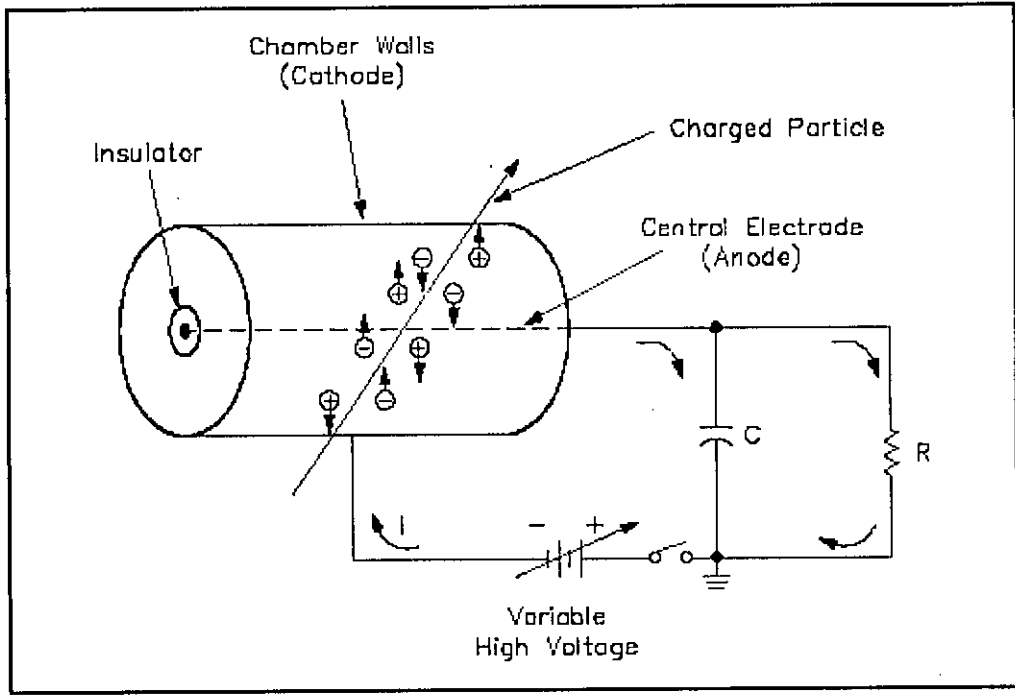 Chamber Walls
(Cathode)
Charged Particle
Insulator
Central Electrode
(Anode)
C
R
I
- +
Variable
High Voltage